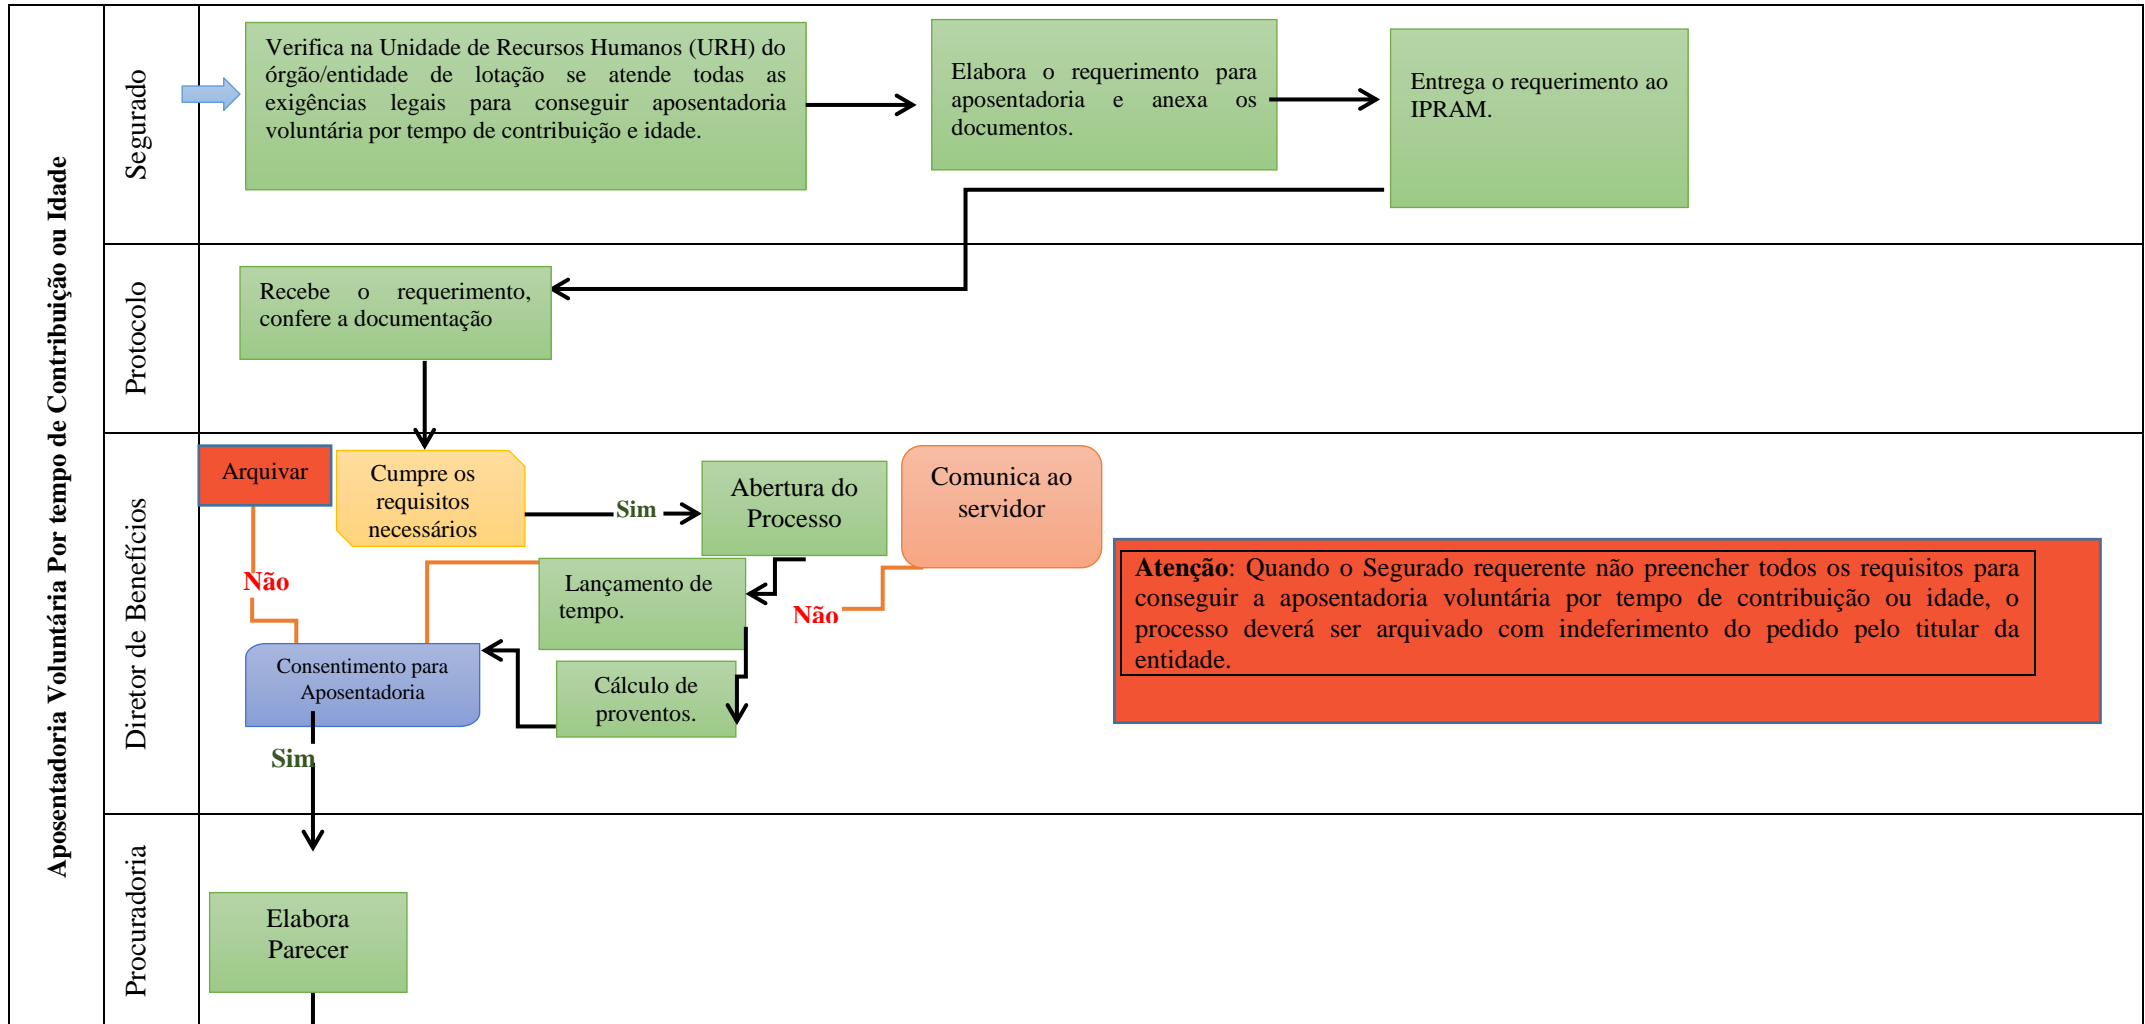 Aposentadoria Voluntária Por tempo de Contribuição ou Idade
Segurado
Verifica na Unidade de Recursos Humanos (URH) do
órgão/entidade de lotação se atende todas as
exigências legais para conseguir aposentadoria
voluntária por tempo de contribuição e idade.
Elabora o requerimento para
aposentadoria e anexa os
documentos.
Entrega o requerimento ao
IPRAM.
Protocolo
Recebe o requerimento,
confere a documentação
Diretor de Benefícios
Arquivar
Cumpre os
requisitos
necessários
Sim
Abertura do
Processo
Comunica ao
servidor
Não
Lançamento de
tempo.
Não
Atenção: Quando o Segurado requerente não preencher todos os requisitos para
conseguir a aposentadoria voluntária por tempo de contribuição ou idade, o
processo deverá ser arquivado com indeferimento do pedido pelo titular da
entidade.
Consentimento para
Aposentadoria
Cálculo de
proventos.
Sim
Procuradoria
Elabora
Parecer